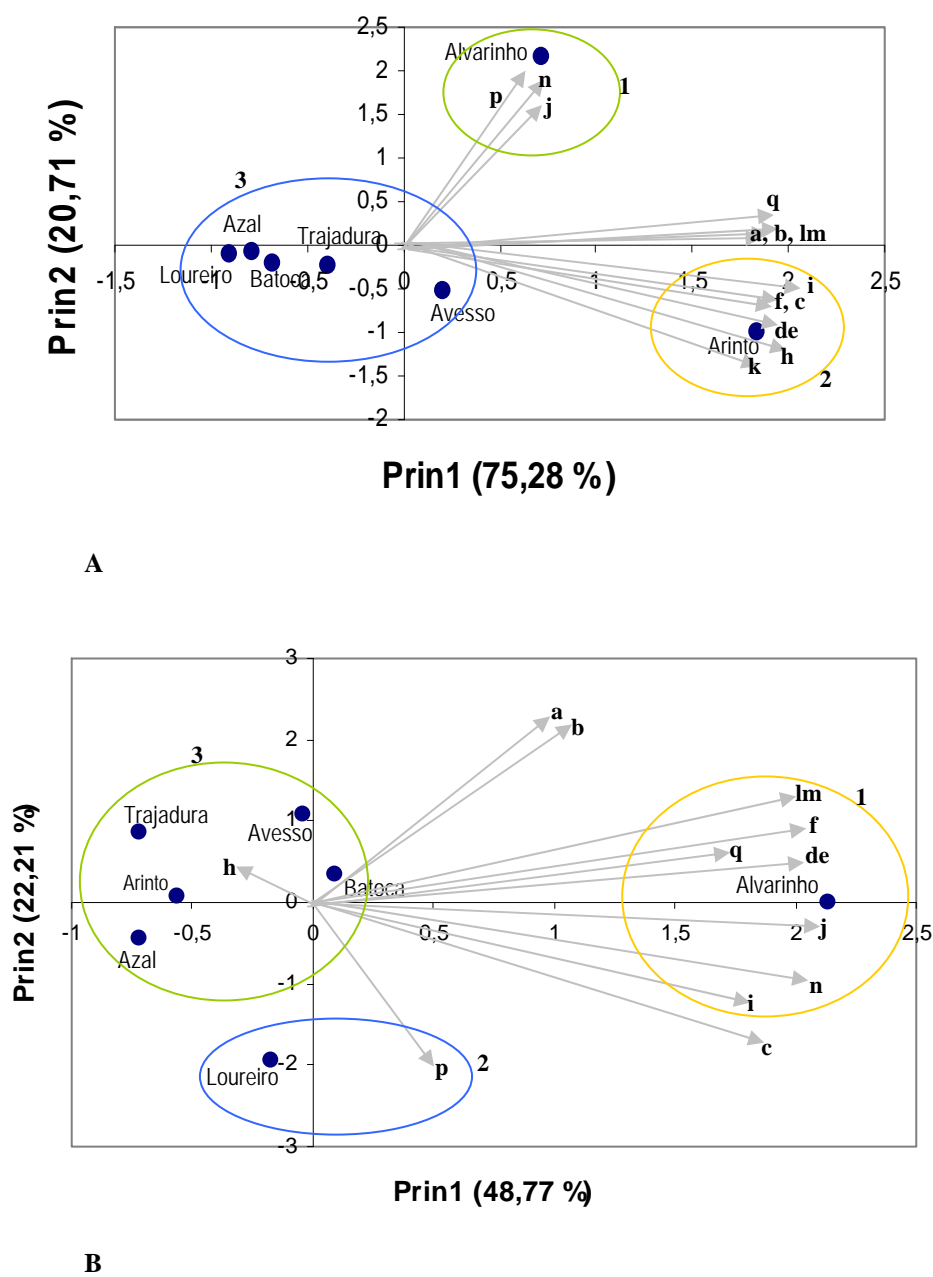 2,5
Alvarinho
2
p n 1
1,5 j
Prin2 (20,71 %)
1
3
0,5 q
Azal Trajadura
0 a, b, lm
-1,5 -1 -0,5 0 0,5 1 1,5 2 2,5
Loureiro Batoca
i
-0,5 f, c
Avesso
de
-1 Arinto h
k 2
-1,5
-2
Prin1 (75,28 %)
A
3
a
b
2
3
lm 1
Trajadura 1 f
Avesso q de
h Arinto Batoca Alvarinho
Prin2 (22,21 %)
0
-1 -0,5 0 0,5 1 1,5 2 2,5
Azal j
-1 n
i
c
-2 p 2
Loureiro
-3
Prin1 (48,77 %)
B